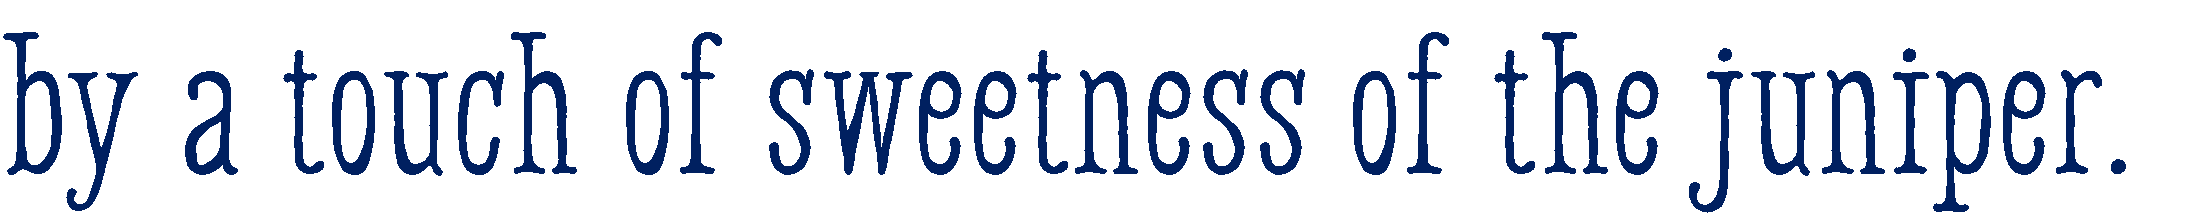 by a touch of sweetness of the juniper.